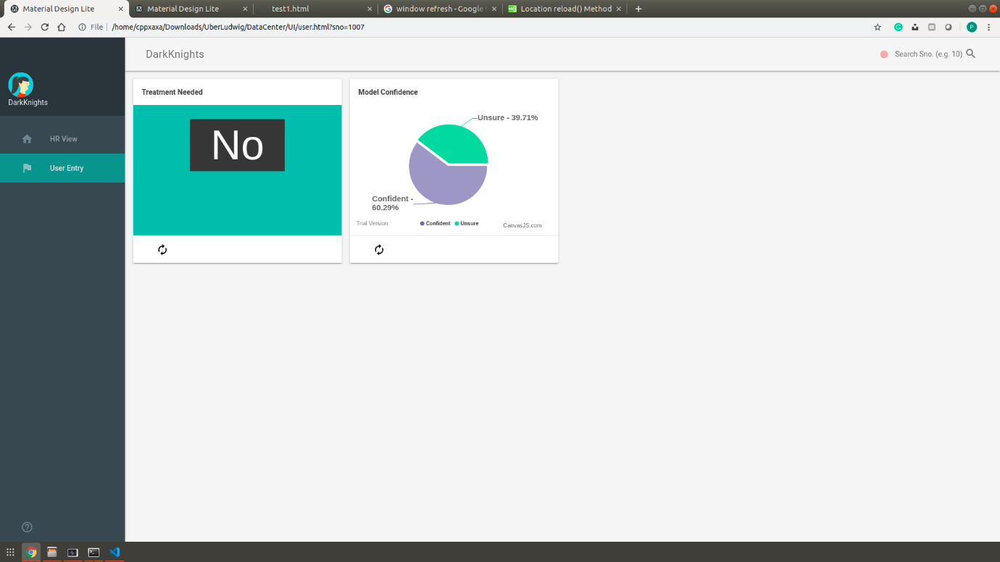 Material Design Lite
Material Design Lite
test1.html
window refresh - Google
Location reload() Method
File
/home/cppxaxa/Downloads/UberLudwig/DataCenter/UI/user.html?sno=1007
P
DarkKnights
Search Sno. (e.g. 10)
DarkKnights
HR View
User Entry
Treatment Needed
No
Model Confidence
Unsure - 39.71%
Confident -
60.29%
Trial Version
Confident
Unsure
CanvasJS.com